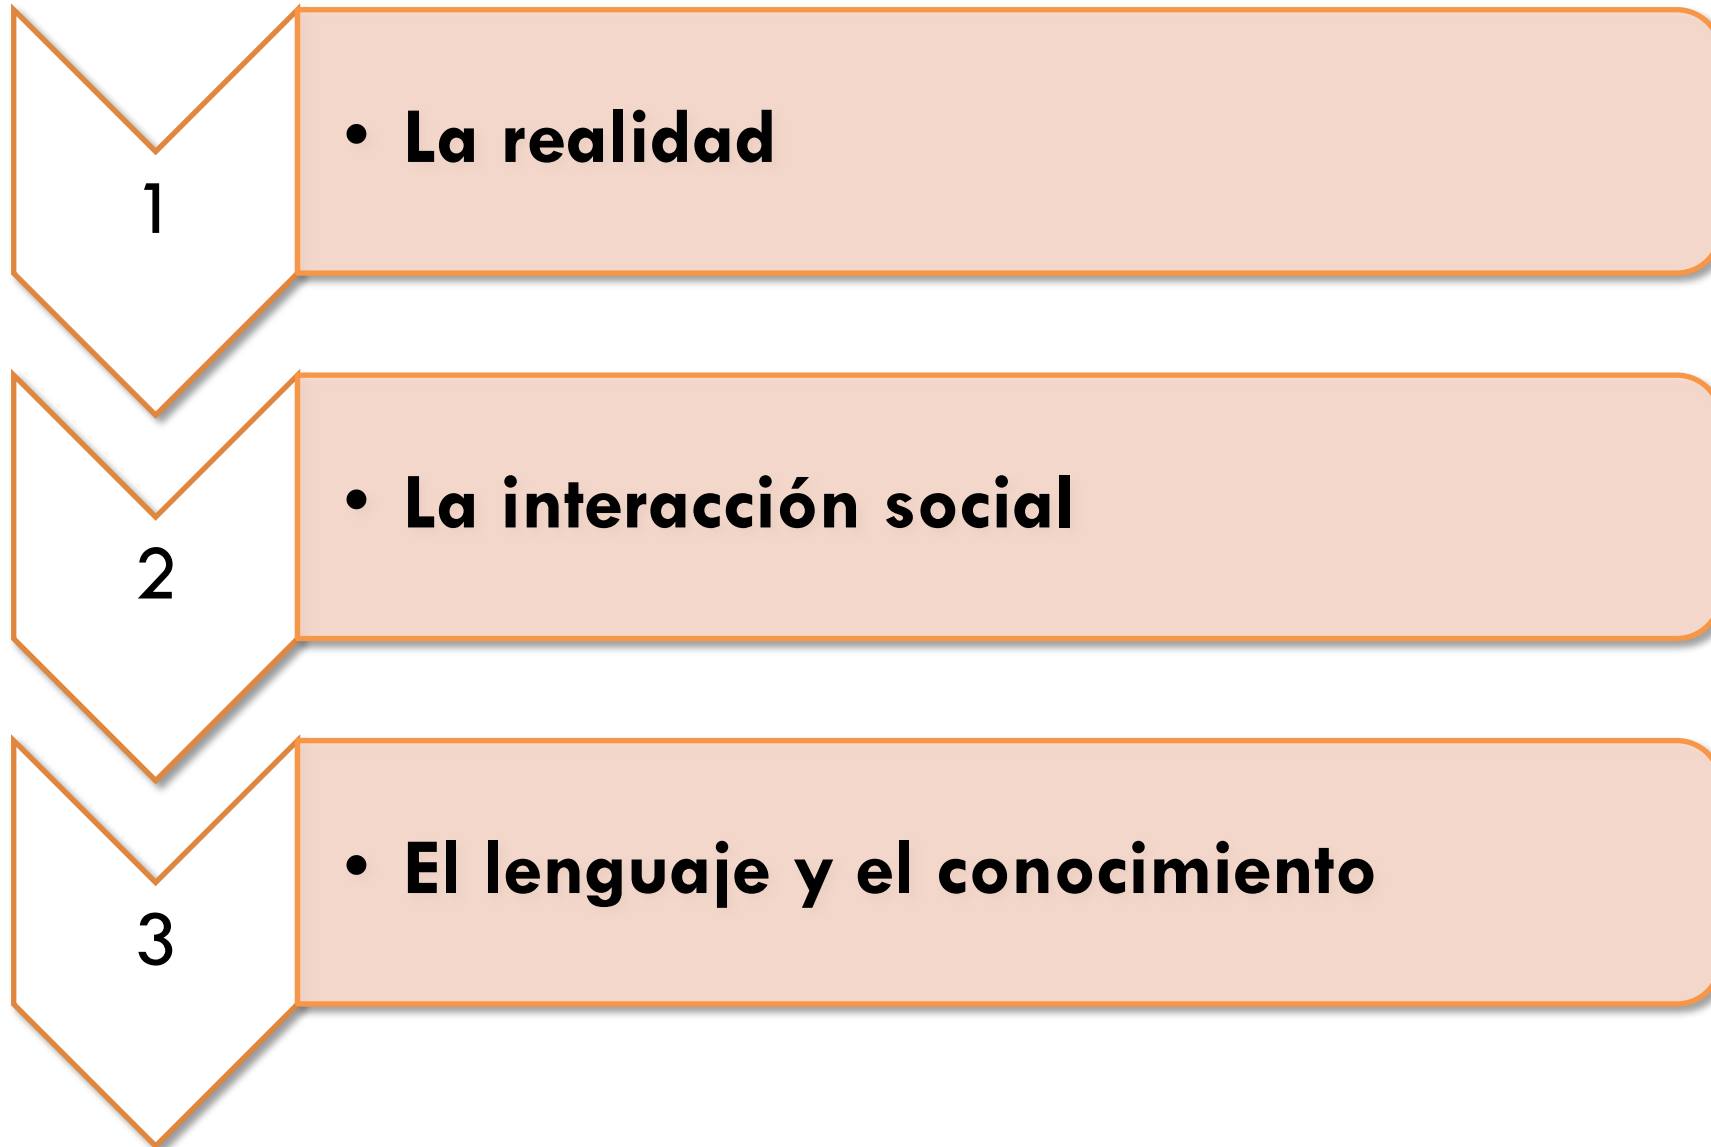 1
• La realidad
2
• La interacción social
3
• El lenguaje y el conocimiento